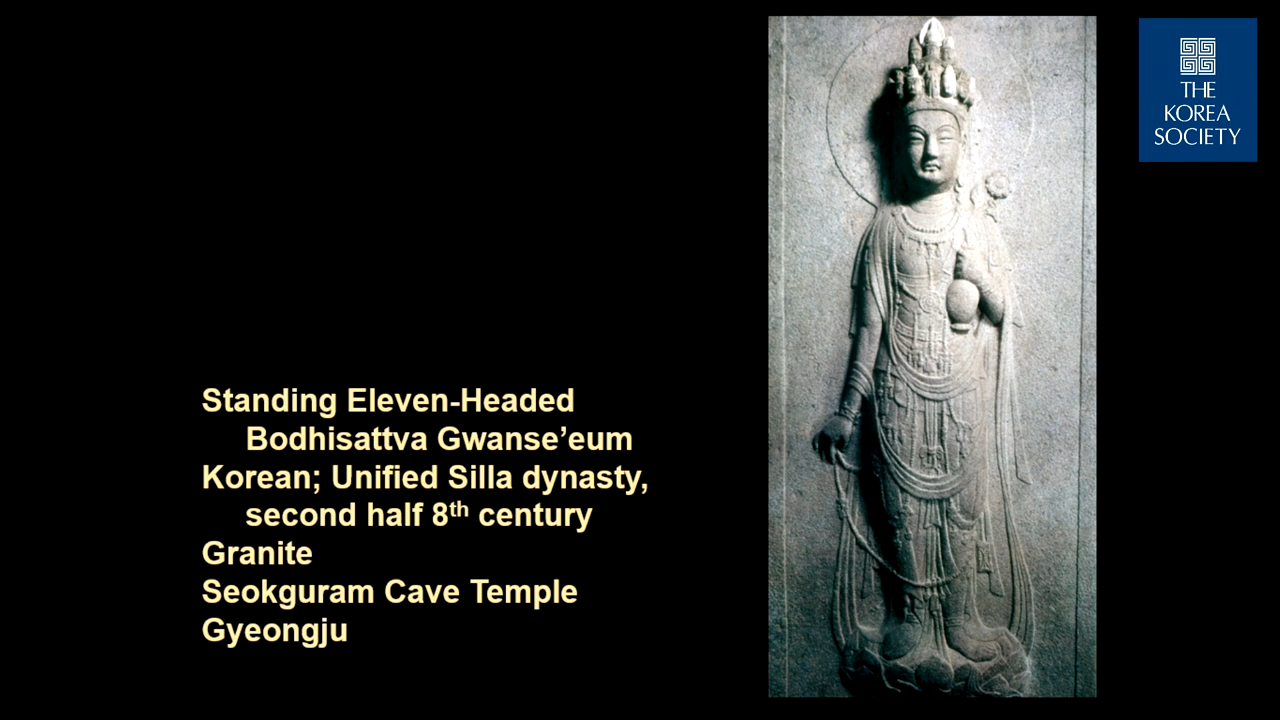 THE
KOREA
SOCIETY
Standing Eleven-Headed
Bodhisattva Gwanse’eum
Korean; Unified Silla dynasty,
second half 8th century
Granite
Seokguram Cave Temple
Gyeongju